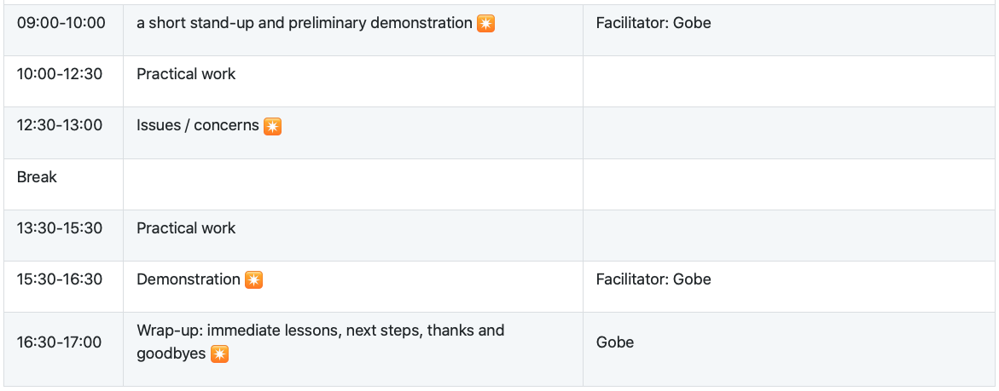 09:00-10:00 a short stand-up and preliminary demonstration ✴️ Facilitator: Gobe
10:00-12:30 Practical work
12:30-13:00 Issues / concerns ✴️
Break
13:30-15:30 Practical work
15:30-16:30 Demonstration ✴️ Facilitator: Gobe
16:30-17:00 Wrap-up: immediate lessons, next steps, thanks and
goodbyes ✴️ Gobe